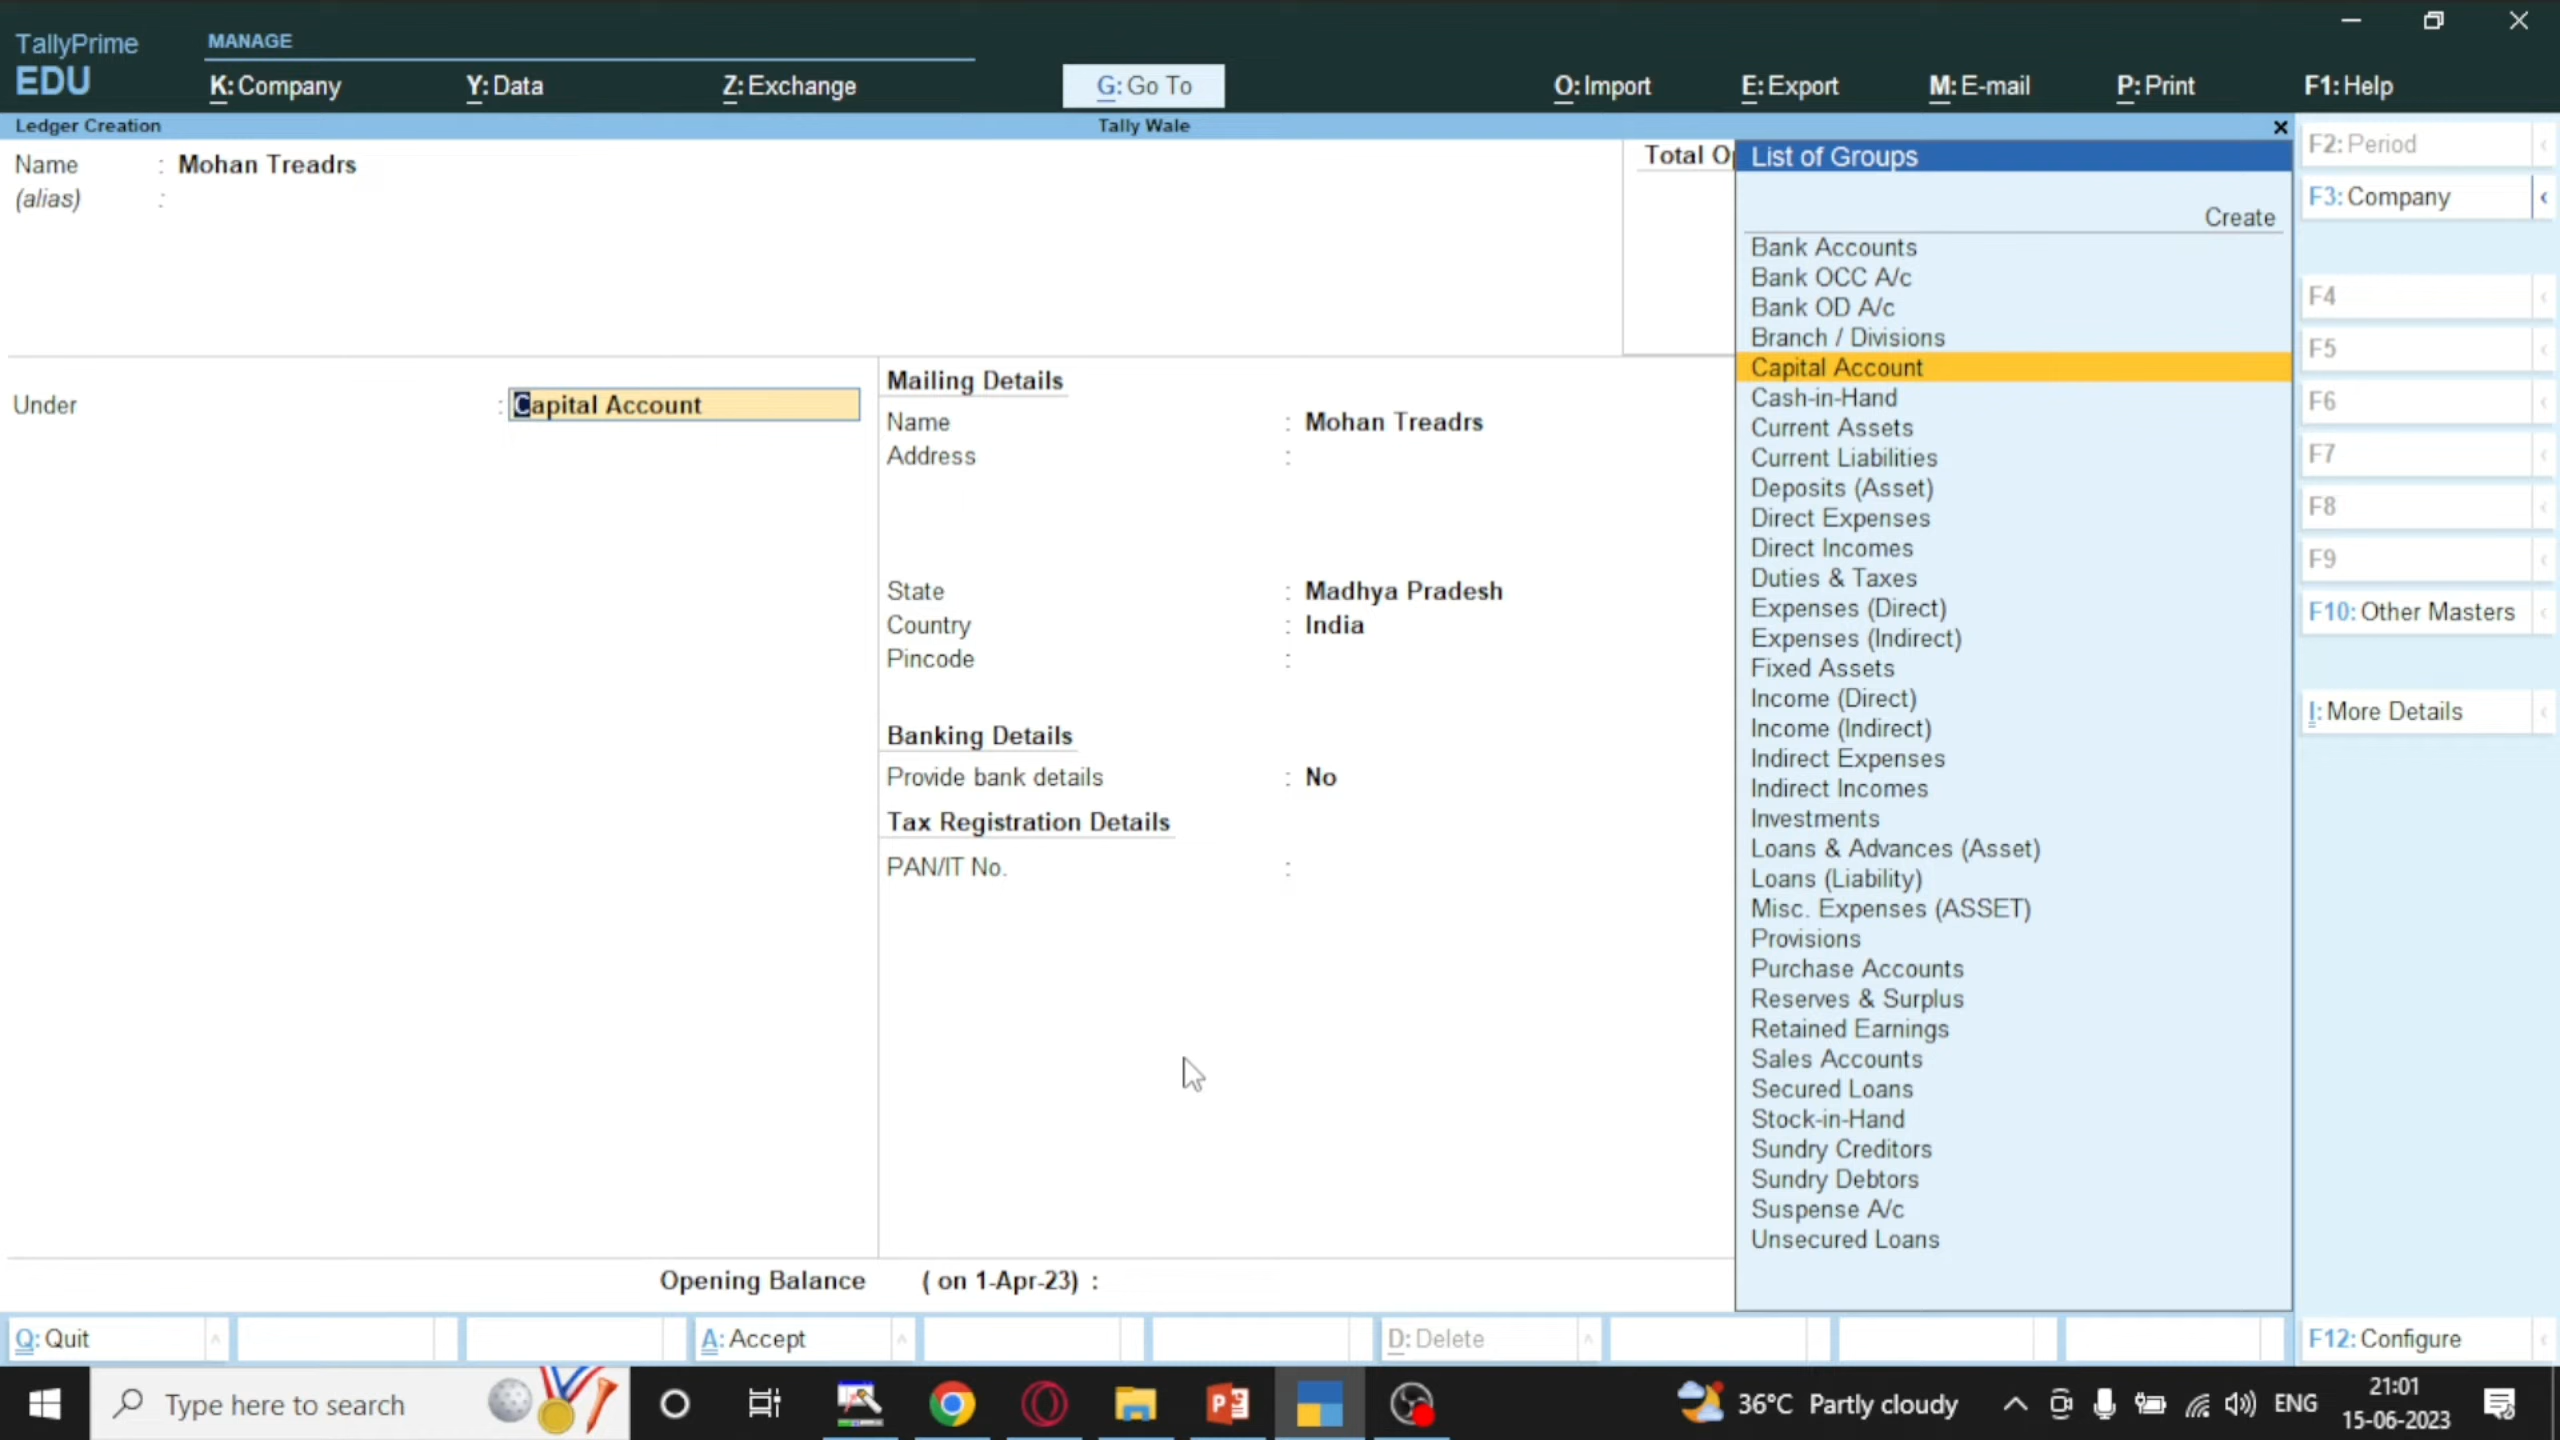 TallyPrime
EDU
MANAGE
K: Company
Y: Data
Z: Exchange
G: Go To
O: Import
E: Export
M: E-mail
P: Print
F1: Help
Ledger Creation
Tally Wale
Name : Mohan Treadrs
(alias) :
Total O
Under : Capital Account
Mailing Details
Name : Mohan Treadrs
Address :
State : Madhya Pradesh
Country : India
Pincode :
Banking Details
Provide bank details : No
Tax Registration Details
PAN/IT No. :
Opening Balance ( on 1-Apr-23) :
List of Groups
Create
Bank Accounts
Bank OCC A/c
Bank OD A/c
Branch / Divisions
Capital Account
Cash-in-Hand
Current Assets
Current Liabilities
Deposits (Asset)
Direct Expenses
Direct Incomes
Duties & Taxes
Expenses (Direct)
Expenses (Indirect)
Fixed Assets
Income (Direct)
Income (Indirect)
Indirect Expenses
Indirect Incomes
Investments
Loans & Advances (Asset)
Loans (Liability)
Misc. Expenses (ASSET)
Provisions
Purchase Accounts
Reserves & Surplus
Retained Earnings
Sales Accounts
Secured Loans
Stock-in-Hand
Sundry Creditors
Sundry Debtors
Suspense A/c
Unsecured Loans
F2: Period
F3: Company
F4
F5
F6
F7
F8
F9
F10: Other Masters
I: More Details
F12: Configure
Q: Quit
A: Accept
D: Delete
Type here to search
36°C Partly cloudy
ENG
21:01
15-06-2023